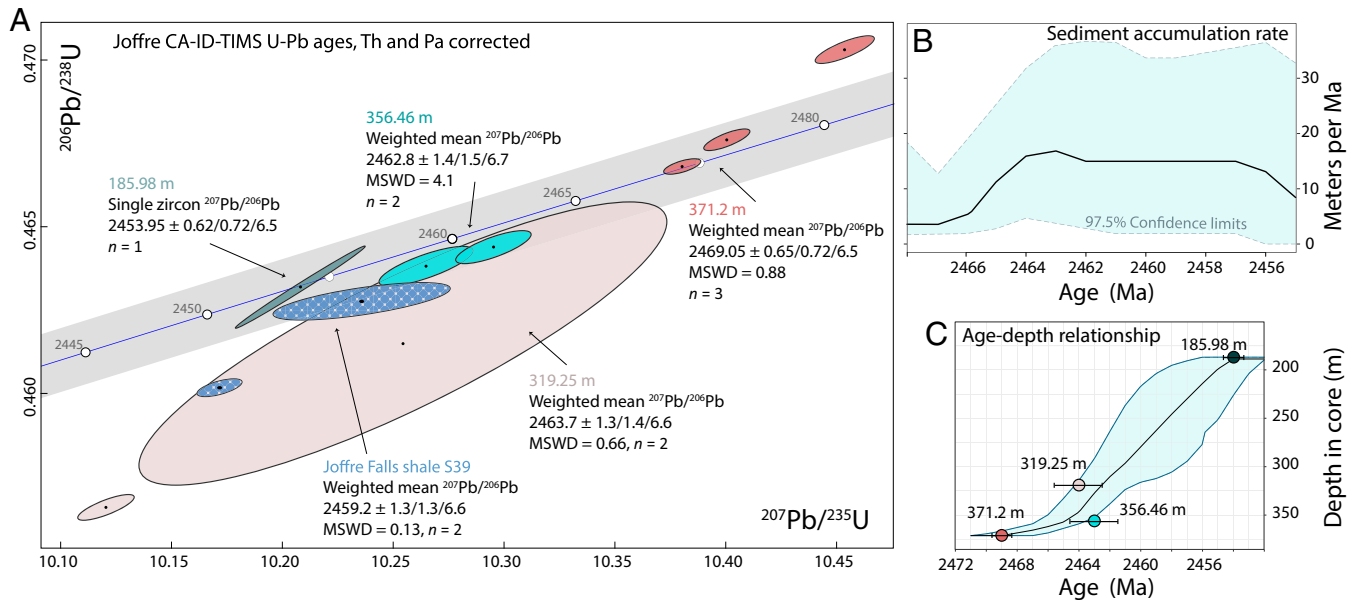 A
Joffre CA-ID-TIMS U-Pb ages, Th and Pa corrected
²⁰⁶Pb/²³⁸U
0.470
0.465
0.460
356.46 m
Weighted mean ²⁰⁷Pb/²⁰⁶Pb
2462.8 ± 1.4/1.5/6.7
MSWD = 4.1
n = 2
185.98 m
Single zircon ²⁰⁷Pb/²⁰⁶Pb
2453.95 ± 0.62/0.72/6.5
n = 1
2480
2465
2460
2450
2445
371.2 m
Weighted mean ²⁰⁷Pb/²⁰⁶Pb
2469.05 ± 0.65/0.72/6.5
MSWD = 0.88
n = 3
319.25 m
Weighted mean ²⁰⁷Pb/²⁰⁶Pb
2463.7 ± 1.3/1.4/6.6
MSWD = 0.66, n = 2
Joffre Falls shale S39
Weighted mean ²⁰⁷Pb/²⁰⁶Pb
2459.2 ± 1.3/1.3/6.6
MSWD = 0.13, n = 2
²⁰⁷Pb/²³⁵U
10.10 10.15 10.20 10.25 10.30 10.35 10.40 10.45
B
Sediment accumulation rate
30
20
10
0
Meters per Ma
97.5% Confidence limits
2466 2464 2462 2460 2458 2456
Age (Ma)
C
Age-depth relationship
185.98 m
319.25 m
371.2 m
356.46 m
200
250
300
350
Depth in core (m)
2472 2468 2464 2460 2456
Age (Ma)